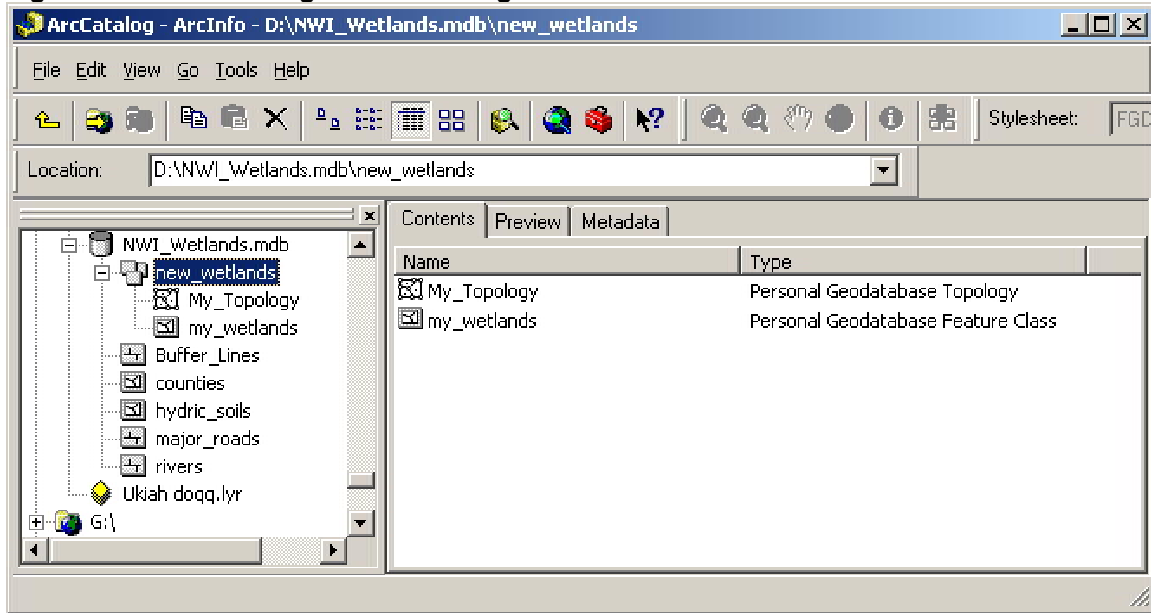 ArcCatalog - ArcInfo - D:\NWI_Wetlands.mdb\new_wetlands
File Edit View Go Tools Help
Stylesheet: FGD
Location: D:\NWI_Wetlands.mdb\new_wetlands
NWI_Wetlands.mdb
new_wetlands
My_Topology
my_wetlands
Buffer_Lines
counties
hydric_soils
major_roads
rivers
Ukiah doqq.lyr
G:\
Contents Preview Metadata
Name Type
My_Topology Personal Geodatabase Topology
my_wetlands Personal Geodatabase Feature Class